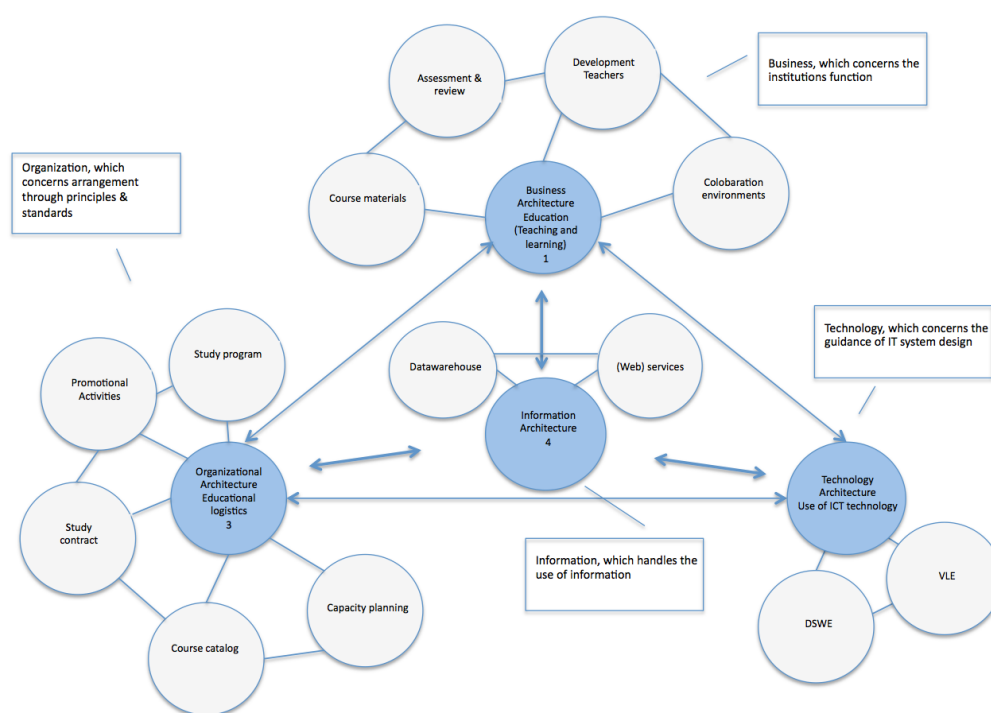 Assessment &
review
Development
Teachers
Business, which concerns the
institutions function
Organization, which
concerns arrangement
through principles &
standards
Course materials
Business
Architecture
Education
(Teaching and
learning)
1
Colobaration
environments
Study program
Datawarehouse
(Web) services
Technology, which concerns the
guidance of IT system design
Promotional
Activities
Information
Architecture
4
Organizational
Architecture
Educational
logistics
3
Technology
Architecture
Use of ICT technology
Study
contract
Information, which handles the
use of information
Capacity planning
VLE
DSWE
Course catalog